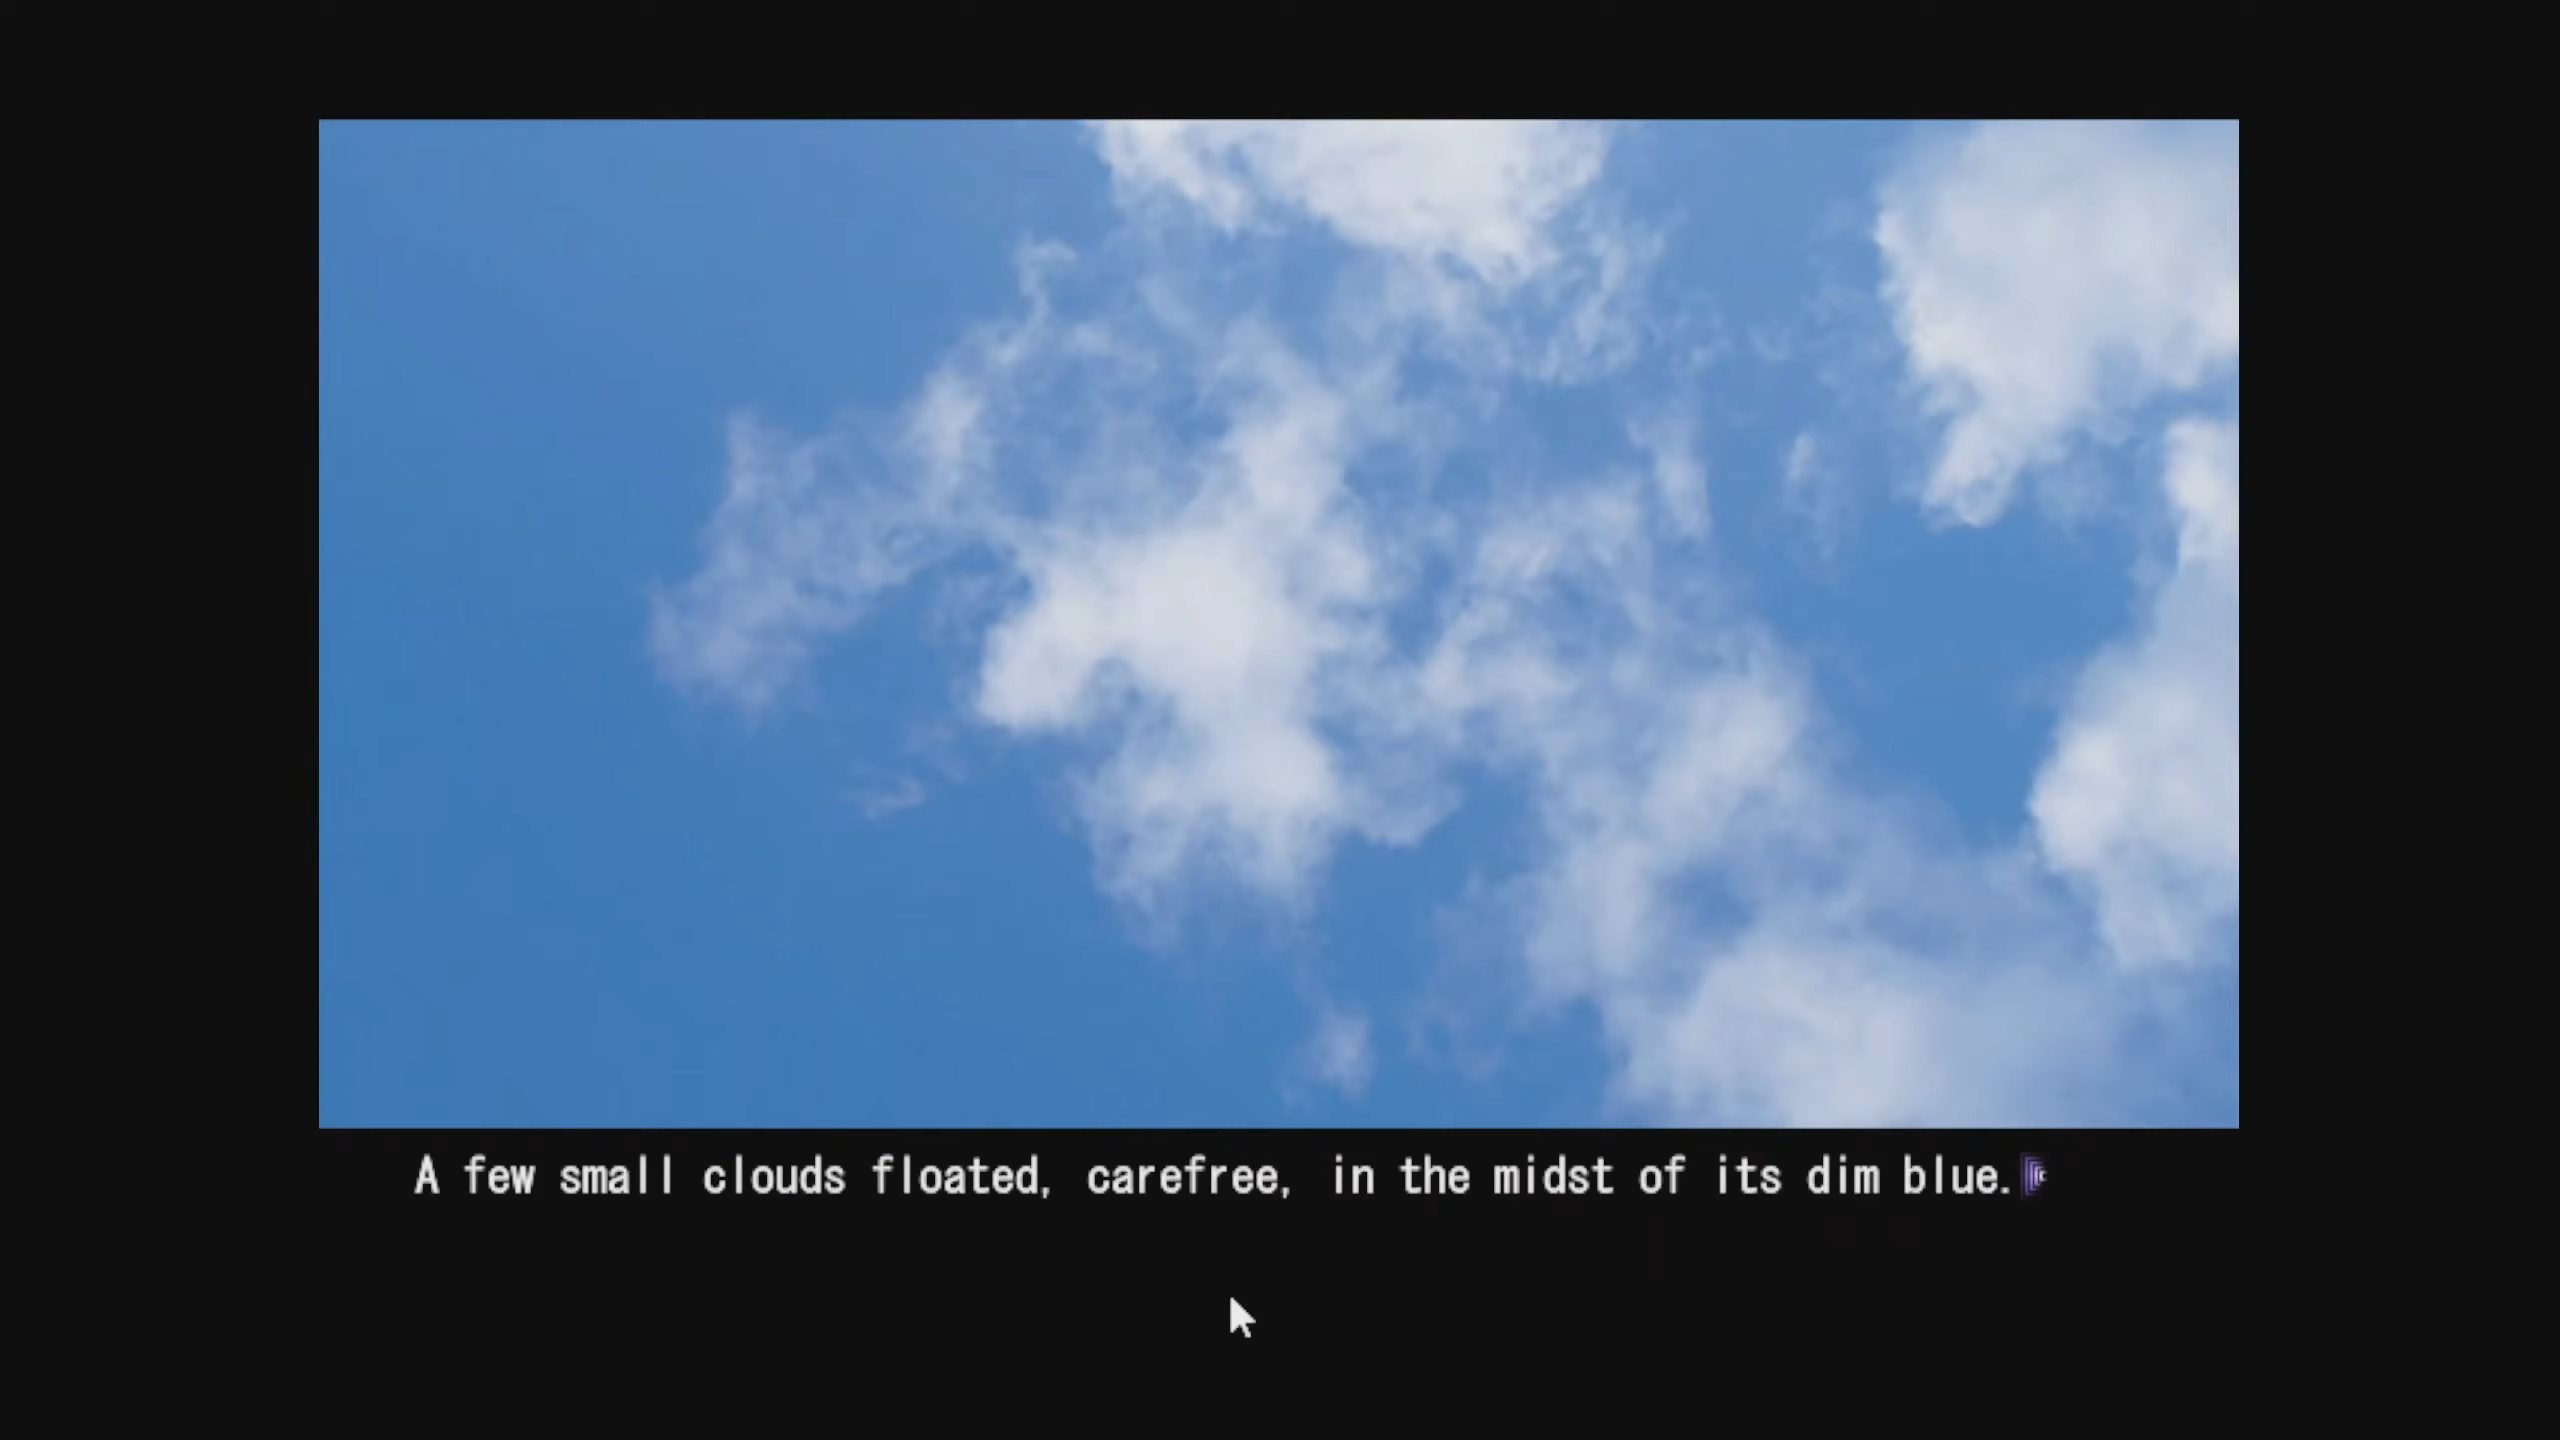 A few small clouds floated, carefree, in the midst of its dim blue.